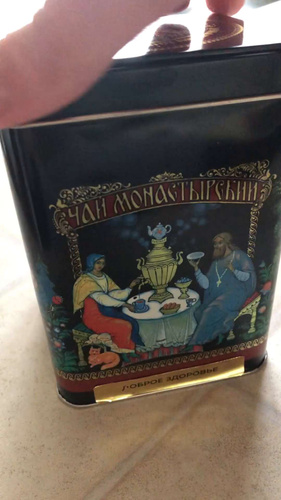 ЧАЙ МОНАСТЫРСКИЙ
ДОБРОЕ ЗДОРОВЬЕ